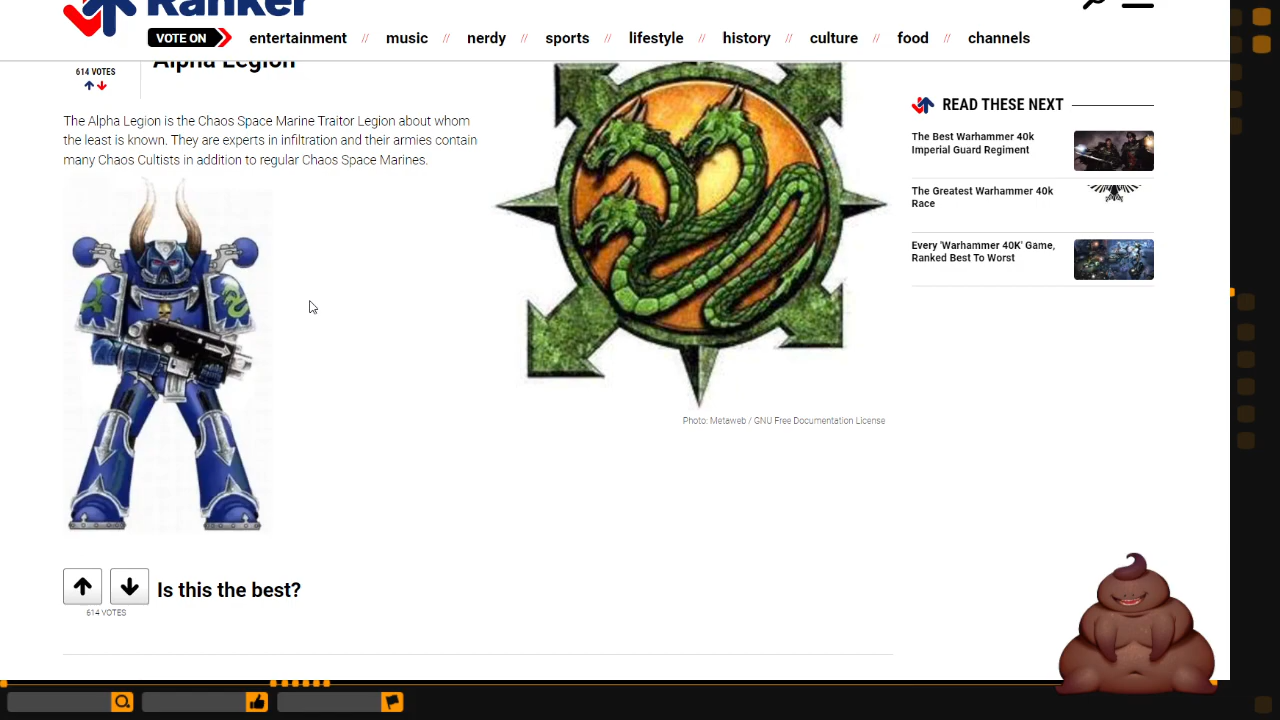 Ranker
VOTE ON entertainment // music // nerdy // sports // lifestyle // history // culture // food // channels
614 VOTES
Alpha Legion
The Alpha Legion is the Chaos Space Marine Traitor Legion about whom
the least is known. They are experts in infiltration and their armies contain
many Chaos Cultists in addition to regular Chaos Space Marines.
Photo: Metaweb / GNU Free Documentation License
Is this the best?
614 VOTES
READ THESE NEXT
The Best Warhammer 40k
Imperial Guard Regiment
The Greatest Warhammer 40k
Race
Every 'Warhammer 40K' Game,
Ranked Best To Worst